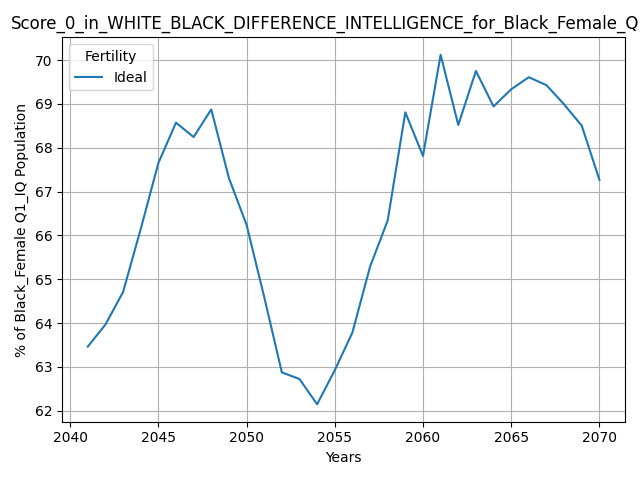 Score_0_in_WHITE_BLACK_DIFFERENCE_INTELLIGENCE_for_Black_Female_Q
Fertility
Ideal
% of Black_Female Q1_IQ Population
70
69
68
67
66
65
64
63
62
2040 2045 2050 2055 2060 2065 2070
Years